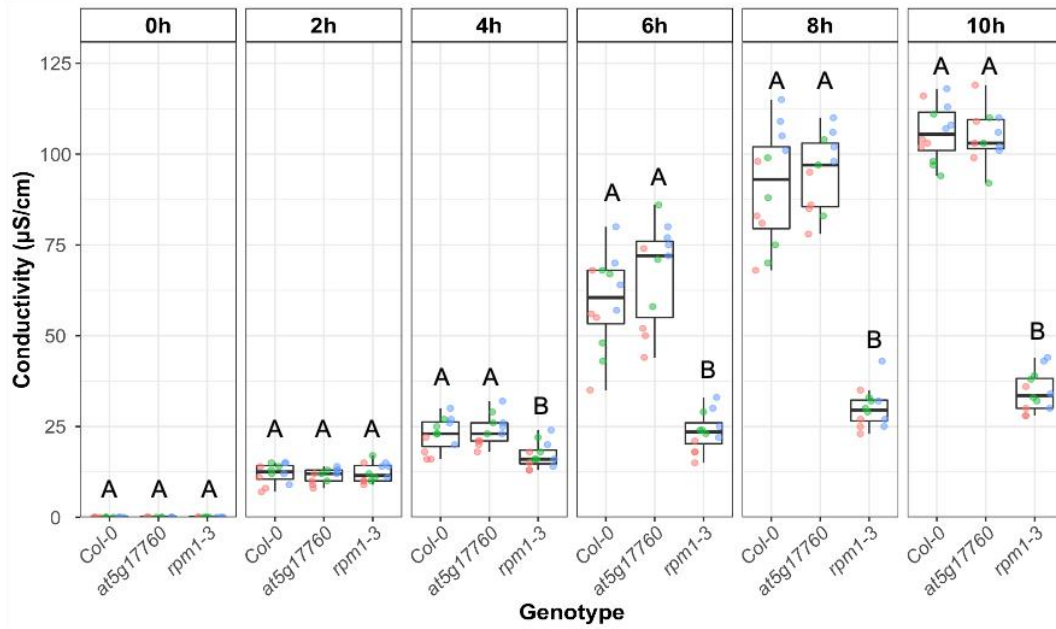 0h 2h 4h 6h 8h 10h
125
100
75
50
25
0
Conductivity (µS/cm)
A A A
A A A
A A B
A A B
A A B
A A B
Col-0 at5g17760 rpm1-3 Col-0 at5g17760 rpm1-3 Col-0 at5g17760 rpm1-3 Col-0 at5g17760 rpm1-3 Col-0 at5g17760 rpm1-3 Col-0 at5g17760 rpm1-3
Genotype